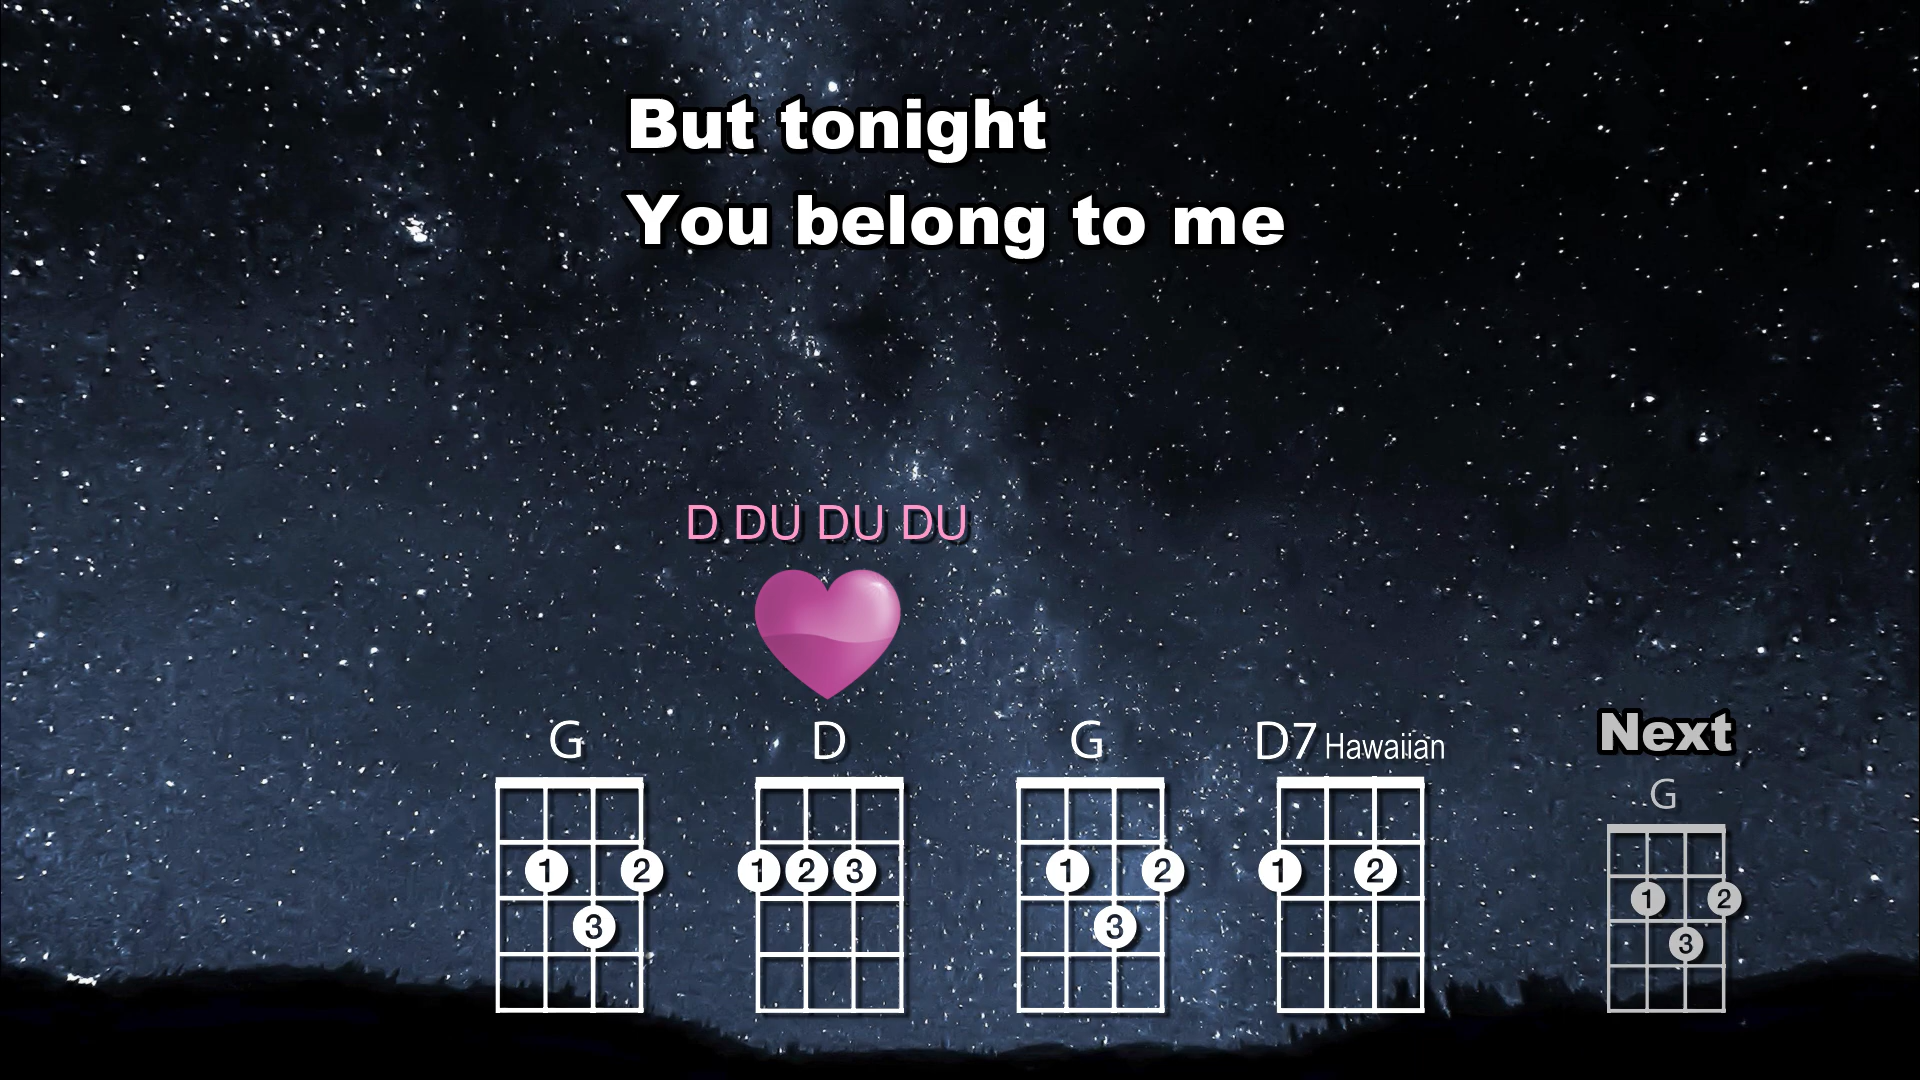 But tonight
You belong to me
D DU DU DU
G D G D7 Hawaiian
Next
G
1 2 3
1 2 3
1 2 3
1 2
1 2 3